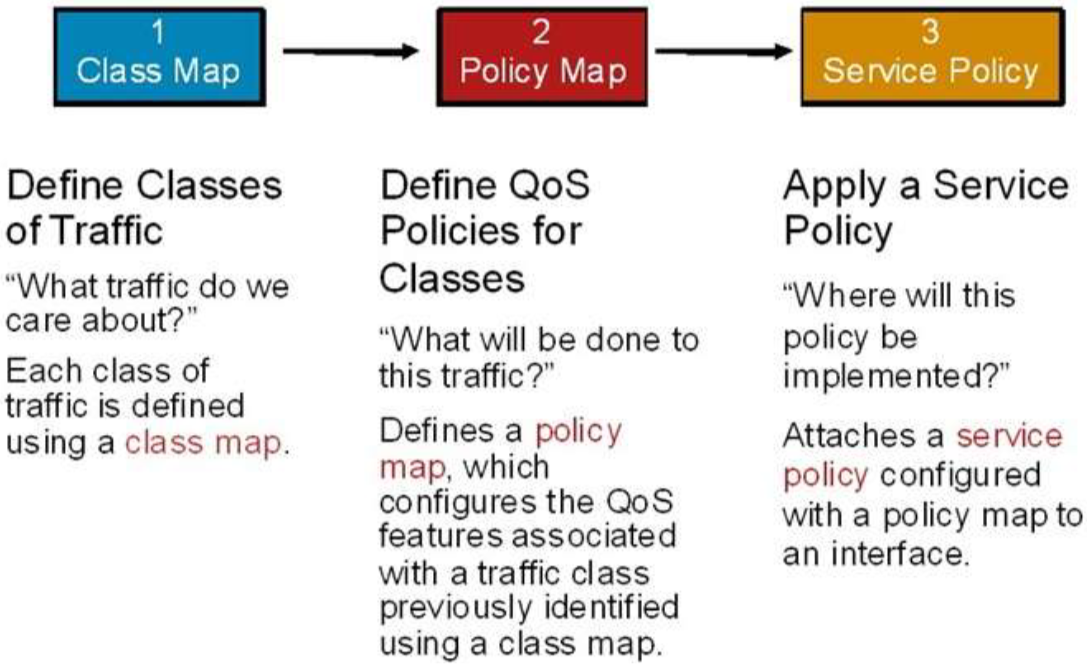 1
Class Map
2
Policy Map
3
Service Policy
Define Classes
of Traffic
“What traffic do we
care about?”
Each class of
traffic is defined
using a class map.
Define QoS
Policies for
Classes
“What will be done to
this traffic?”
Defines a policy
map, which
configures the QoS
features associated
with a traffic class
previously identified
using a class map.
Apply a Service
Policy
“Where will this
policy be
implemented?”
Attaches a service
policy configured
with a policy map to
an interface.